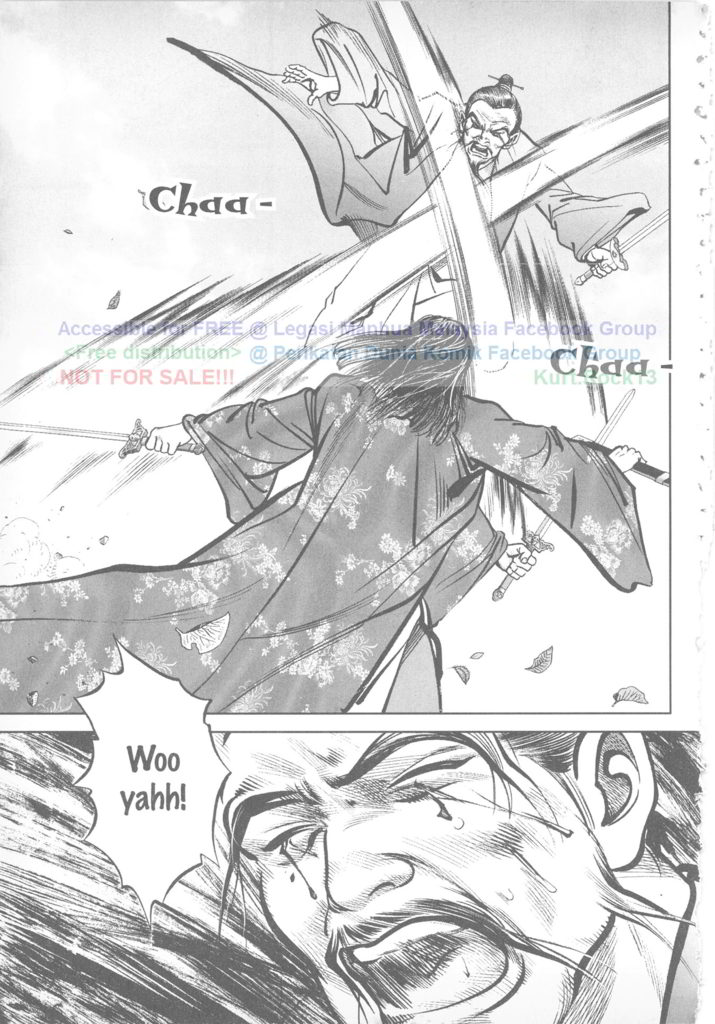 Chaa -
Accessible for FREE @ Legasi Manhua Malaysia Facebook Group
<Free distribution> @ Perikatan Dunia Komik Facebook Group
Chaa -
NOT FOR SALE!!! Kurt.Bock13
Woo
yahh!